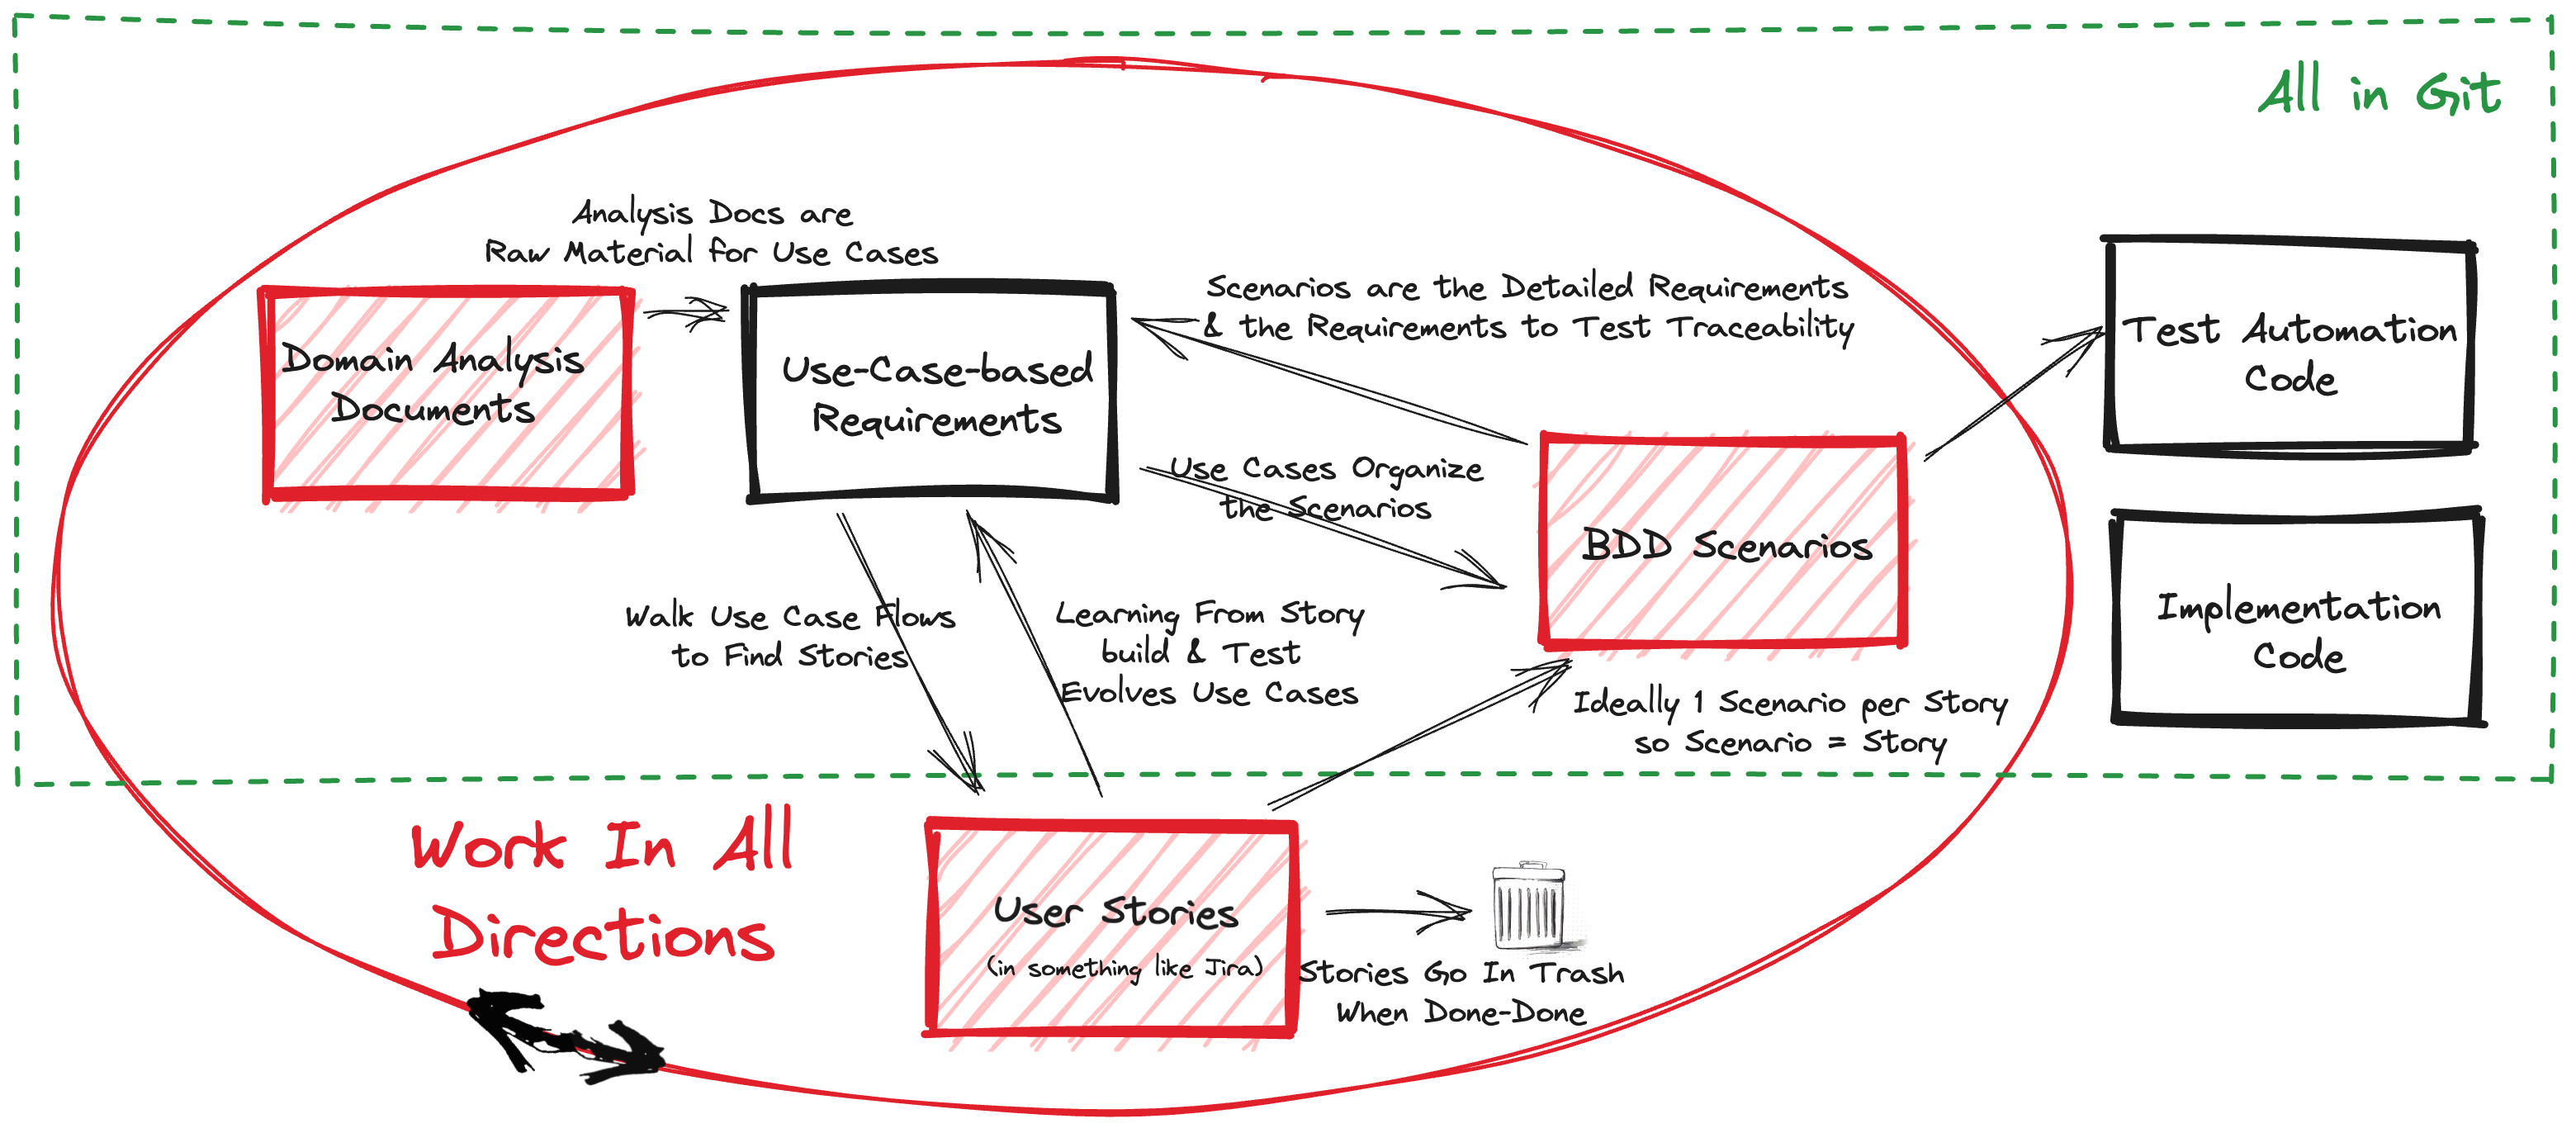 All in Git
Analysis Docs are
Raw Material for Use Cases
Domain Analysis
Documents
Use-Case-based
Requirements
Scenarios are the Detailed Requirements
& the Requirements to Test Traceability
Test Automation
Code
Use Cases Organize
the Scenarios
BDD Scenarios
Implementation
Code
Walk Use Case Flows
to Find Stories
Learning From Story
build & Test
Evolves Use Cases
Ideally 1 Scenario per Story
so Scenario = Story
Work In All
Directions
User Stories
(in something like Jira)
Stories Go In Trash
When Done-Done